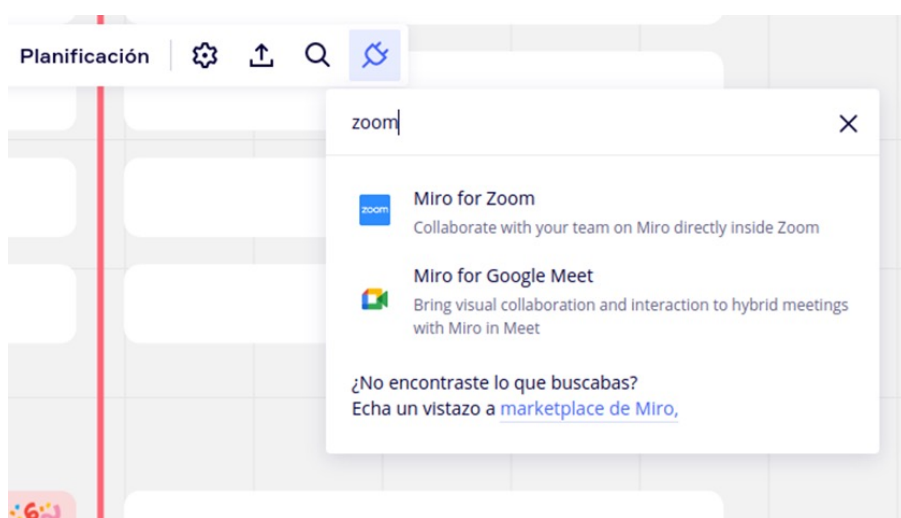 Planificación
zoom
zoom
Miro for Zoom
Collaborate with your team on Miro directly inside Zoom
Miro for Google Meet
Bring visual collaboration and interaction to hybrid meetings
with Miro in Meet
¿No encontraste lo que buscabas?
Echa un vistazo a marketplace de Miro,